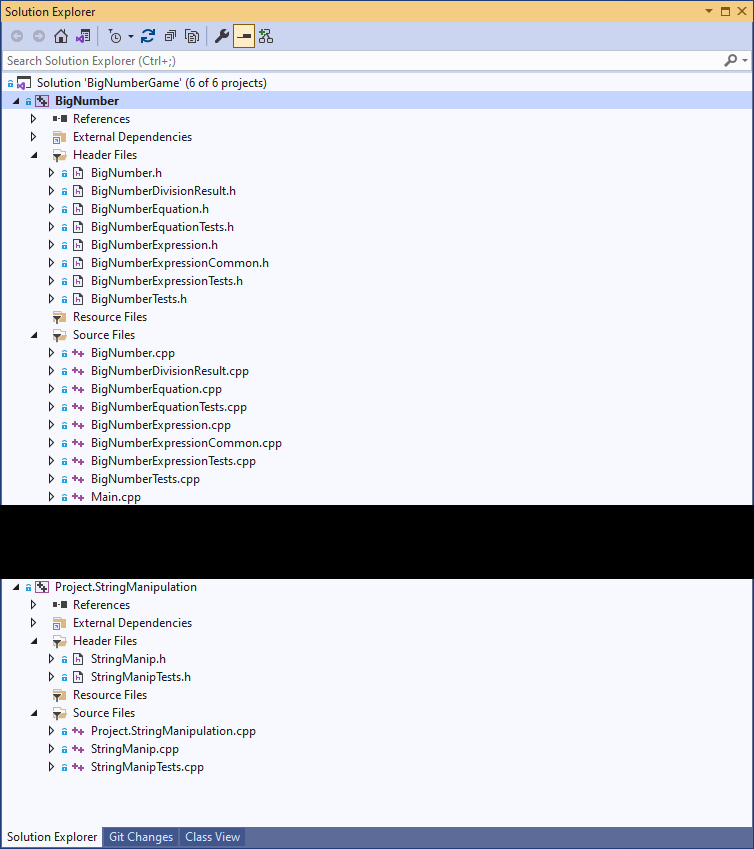 Solution Explorer
Search Solution Explorer (Ctrl+;)
Solution 'BigNumberGame' (6 of 6 projects)
BigNumber
References
External Dependencies
Header Files
BigNumber.h
BigNumberDivisionResult.h
BigNumberEquation.h
BigNumberEquationTests.h
BigNumberExpression.h
BigNumberExpressionCommon.h
BigNumberExpressionTests.h
BigNumberTests.h
Resource Files
Source Files
BigNumber.cpp
BigNumberDivisionResult.cpp
BigNumberEquation.cpp
BigNumberEquationTests.cpp
BigNumberExpression.cpp
BigNumberExpressionCommon.cpp
BigNumberExpressionTests.cpp
BigNumberTests.cpp
Main.cpp
Project.StringManipulation
References
External Dependencies
Header Files
StringManip.h
StringManipTests.h
Resource Files
Source Files
Project.StringManipulation.cpp
StringManip.cpp
StringManipTests.cpp
Solution Explorer Git Changes Class View